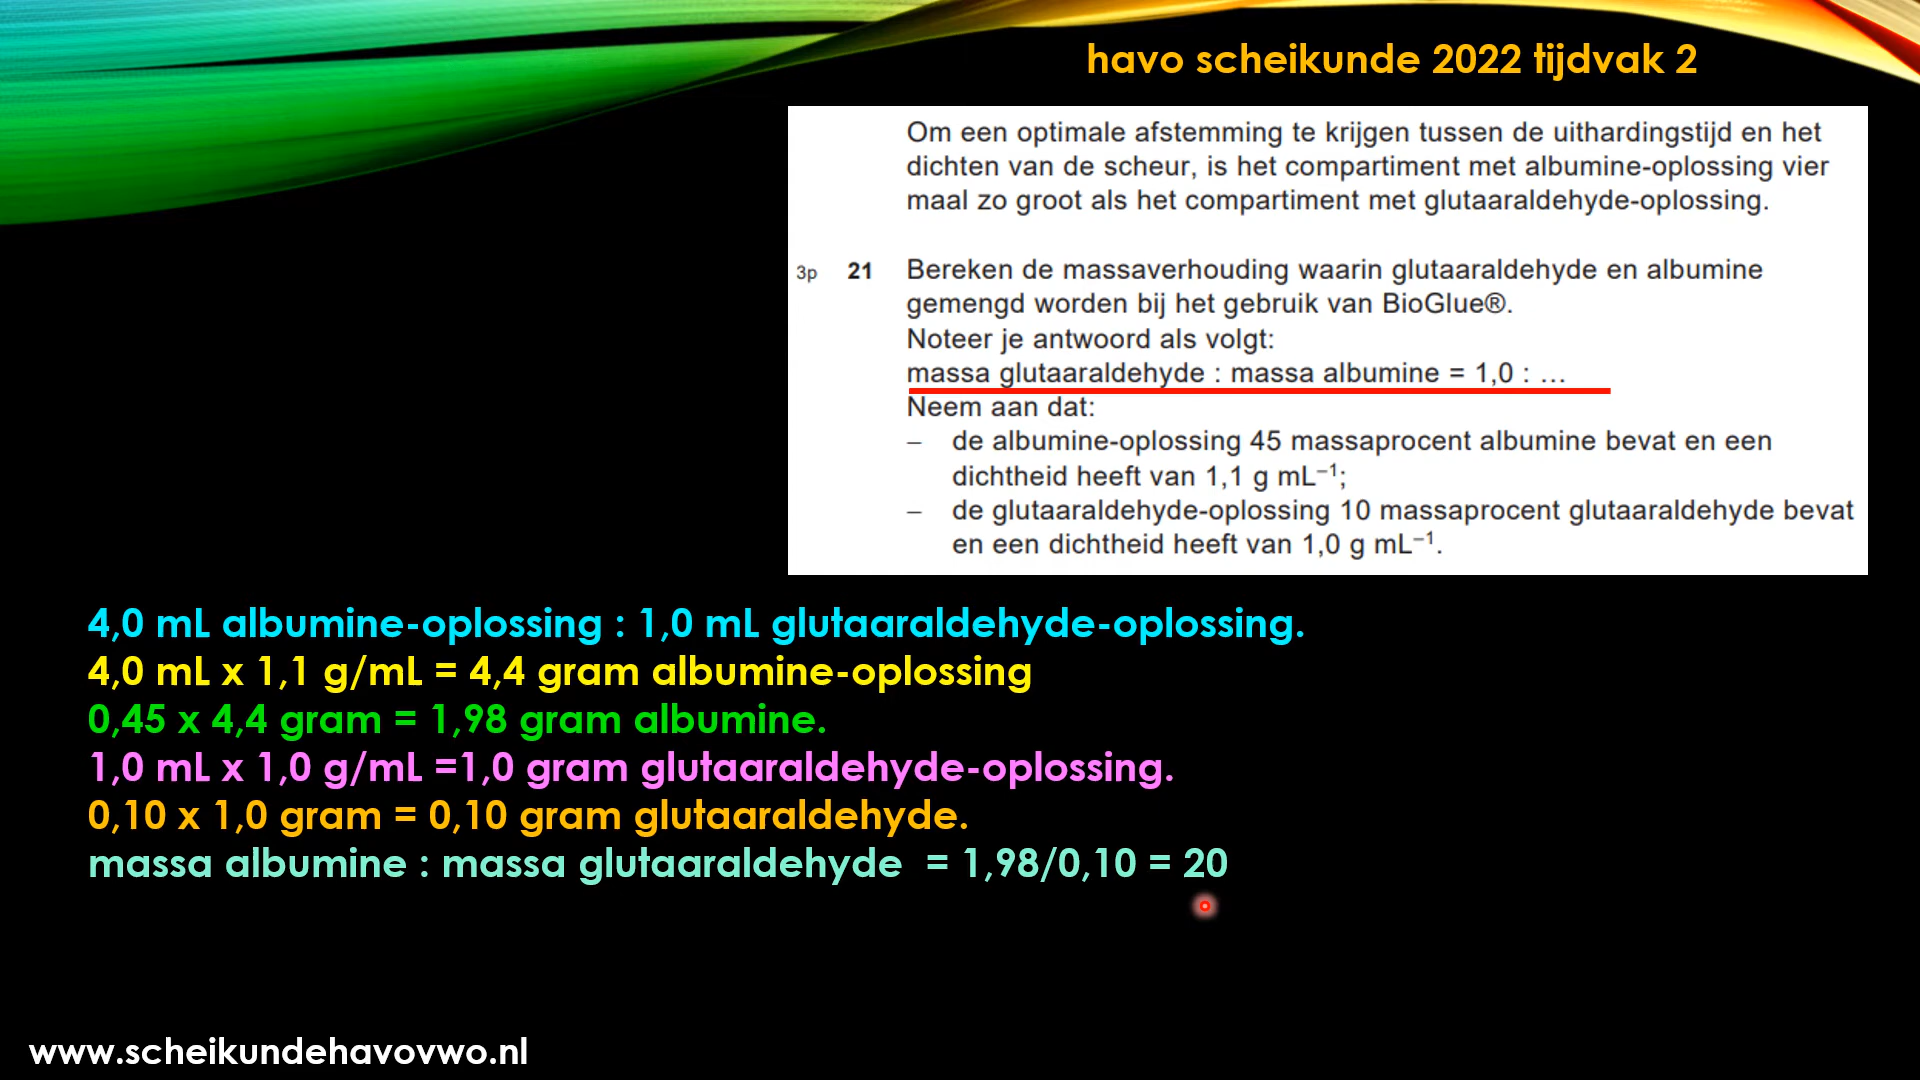 havo scheikunde 2022 tijdvak 2
Om een optimale afstemming te krijgen tussen de uithardingstijd en het
dichten van de scheur, is het compartiment met albumine-oplossing vier
maal zo groot als het compartiment met glutaaraldehyde-oplossing.
3p 21 Bereken de massaverhouding waarin glutaaraldehyde en albumine
gemengd worden bij het gebruik van BioGlue®.
Noteer je antwoord als volgt:
massa glutaaraldehyde : massa albumine = 1,0 : …
Neem aan dat:
– de albumine-oplossing 45 massaprocent albumine bevat en een
dichtheid heeft van 1,1 g mL⁻¹;
– de glutaaraldehyde-oplossing 10 massaprocent glutaaraldehyde bevat
en een dichtheid heeft van 1,0 g mL⁻¹.
4,0 mL albumine-oplossing : 1,0 mL glutaaraldehyde-oplossing.
4,0 mL x 1,1 g/mL = 4,4 gram albumine-oplossing
0,45 x 4,4 gram = 1,98 gram albumine.
1,0 mL x 1,0 g/mL =1,0 gram glutaaraldehyde-oplossing.
0,10 x 1,0 gram = 0,10 gram glutaaraldehyde.
massa albumine : massa glutaaraldehyde = 1,98/0,10 = 20
www.scheikundehavovwo.nl